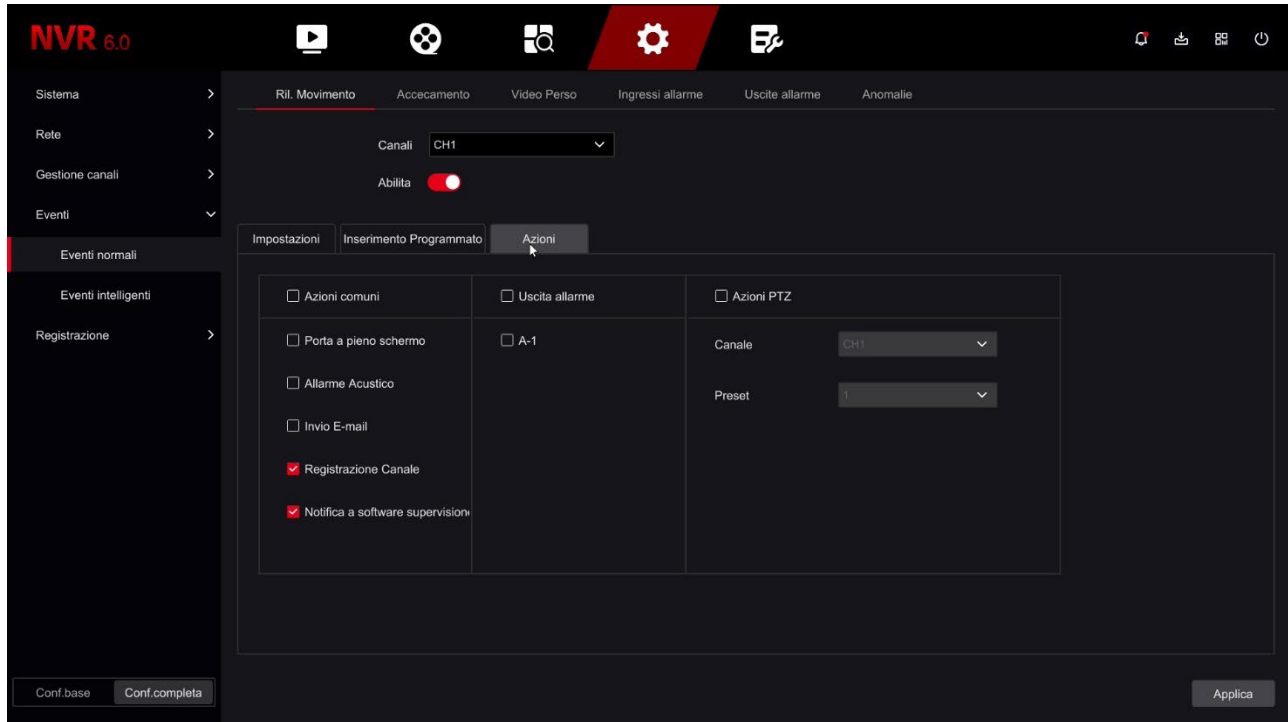 NVR 6.0
Sistema
Rete
Gestione canali
Eventi
Eventi normali
Eventi intelligenti
Registrazione
Conf.base Conf.completa
Ril. Movimento Accecamento Video Perso Ingressi allarme Uscite allarme Anomalie
Canali CH1
Abilita
Impostazioni Inserimento Programmato Azioni
Azioni comuni Uscita allarme Azioni PTZ
Porta a pieno schermo A-1 Canale CH1
Allarme Acustico Preset 1
Invio E-mail
Registrazione Canale
Notifica a software supervision
Applica